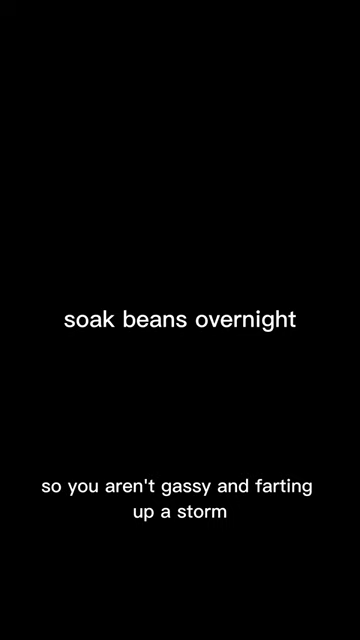 soak beans overnight
so you aren't gassy and farting
up a storm